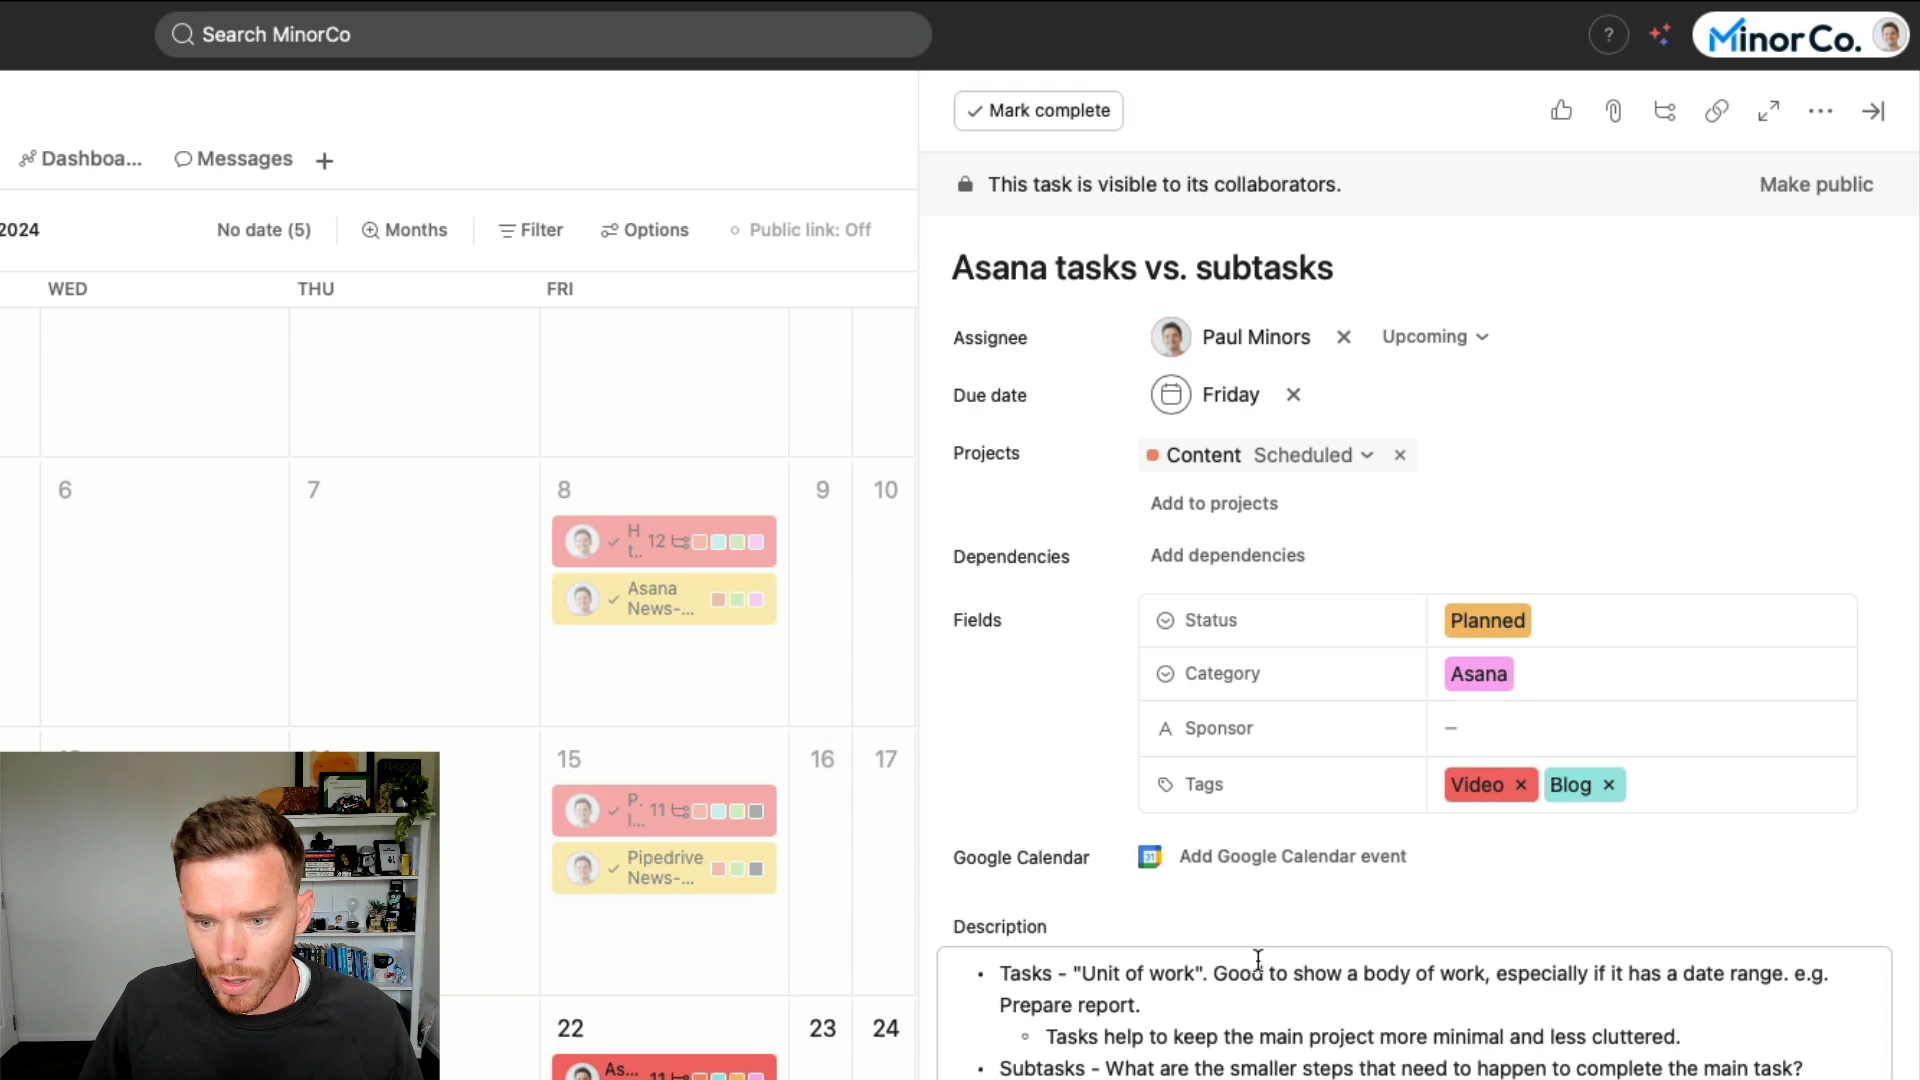 Search MinorCo
?
Minor Co.
Mark complete
Dashboa...
Messages
+
This task is visible to its collaborators.
Make public
2024
No date (5)
Months
Filter
Options
Public link: Off
Asana tasks vs. subtasks
WED
THU
FRI
Assignee
Paul Minors
Upcoming
Due date
Friday
Projects
Content
Scheduled
Add to projects
6
7
8
9
10
H
t..
12
Asana
News-...
Dependencies
Add dependencies
Fields
Status
Planned
Category
Asana
Sponsor
–
Tags
Video
Blog
15
16
17
P.
I...
11
Pipedrive
News-...
Google Calendar
31
Add Google Calendar event
Description
• Tasks - "Unit of work". Good to show a body of work, especially if it has a date range. e.g.
Prepare report.
◦ Tasks help to keep the main project more minimal and less cluttered.
• Subtasks - What are the smaller steps that need to happen to complete the main task?
22
23
24
As...
11